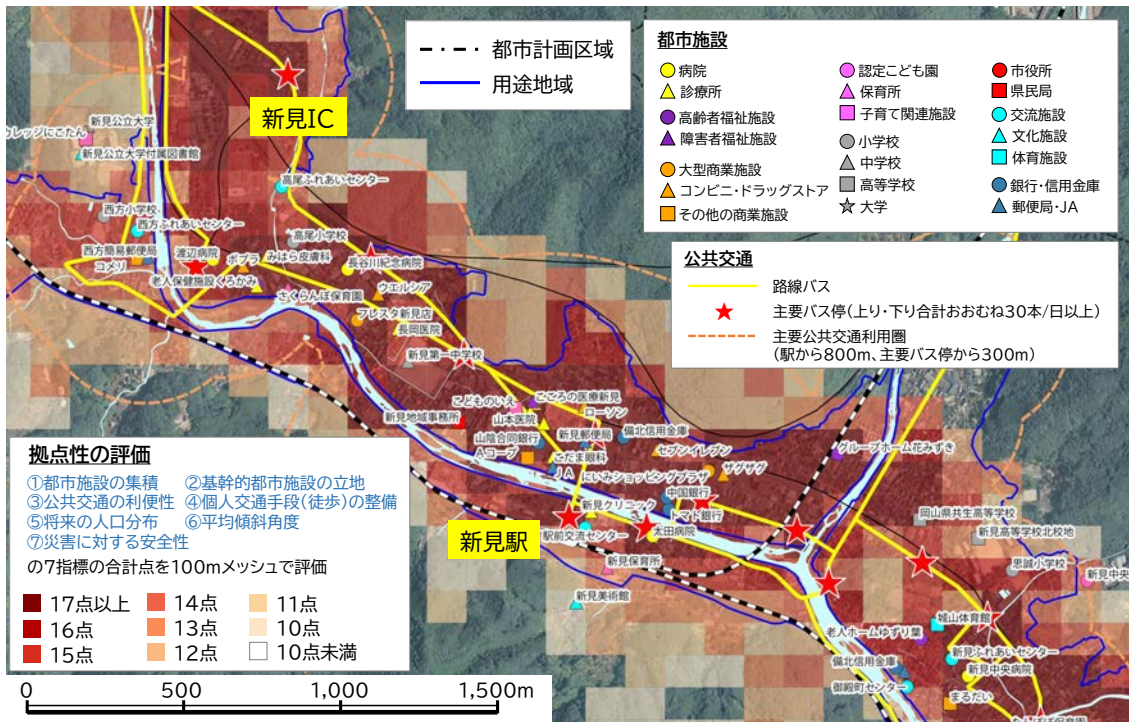 都市計画区域
用途地域
都市施設
病院
診療所
高齢者福祉施設
障害者福祉施設
大型商業施設
コンビニ・ドラッグストア
その他の商業施設
認定こども園
保育所
子育て関連施設
小学校
中学校
高等学校
大学
市役所
県民局
交流施設
文化施設
体育施設
銀行・信用金庫
郵便局・JA
公共交通
路線バス
主要バス停(上り・下り合計おおむね30本/日以上)
主要公共交通利用圏
(駅から800m、主要バス停から300m)
新見IC
新見公立大学
カレッジにこたん
新見公立大学付属図書館
高尾ふれあいセンター
西方小学校
西方ふれあいセンター
高尾小学校
西方簡易郵便局
渡辺病院
みはら皮膚科
コメリ
ポプラ
長谷川紀念病院
老人保健施設くろかみ
さくらんぼ保育園
ウエルシア
フレスタ新見店
長岡医院
新見第一中学校
こどものいえ
こころの医療新見
新見地域事務所
山本医院
ローソン
山陰合同銀行
新見郵便局
備北信用金庫
Aコープ
こだま眼科
セブンイレブン
グループホーム花みずき
JA
にいみショッピングプラザ
ザグザグ
中国銀行
新見クリニック
トマト銀行
新見駅
駅前交流センター
太田病院
岡山県共生高等学校
新見高等学校北校地
新見保育所
思誠小学校
新見中央
新見美術館
城山体育館
老人ホームゆずり葉
新見ふれあいセンター
備北信用金庫
新見中央病院
御殿町センター
まるだい
拠点性の評価
①都市施設の集積 ②基幹的都市施設の立地
③公共交通の利便性 ④個人交通手段(徒歩)の整備
⑤将来の人口分布 ⑥平均傾斜角度
⑦災害に対する安全性
の7指標の合計点を100mメッシュで評価
17点以上 14点 11点
16点 13点 10点
15点 12点 10点未満
0 500 1,000 1,500m